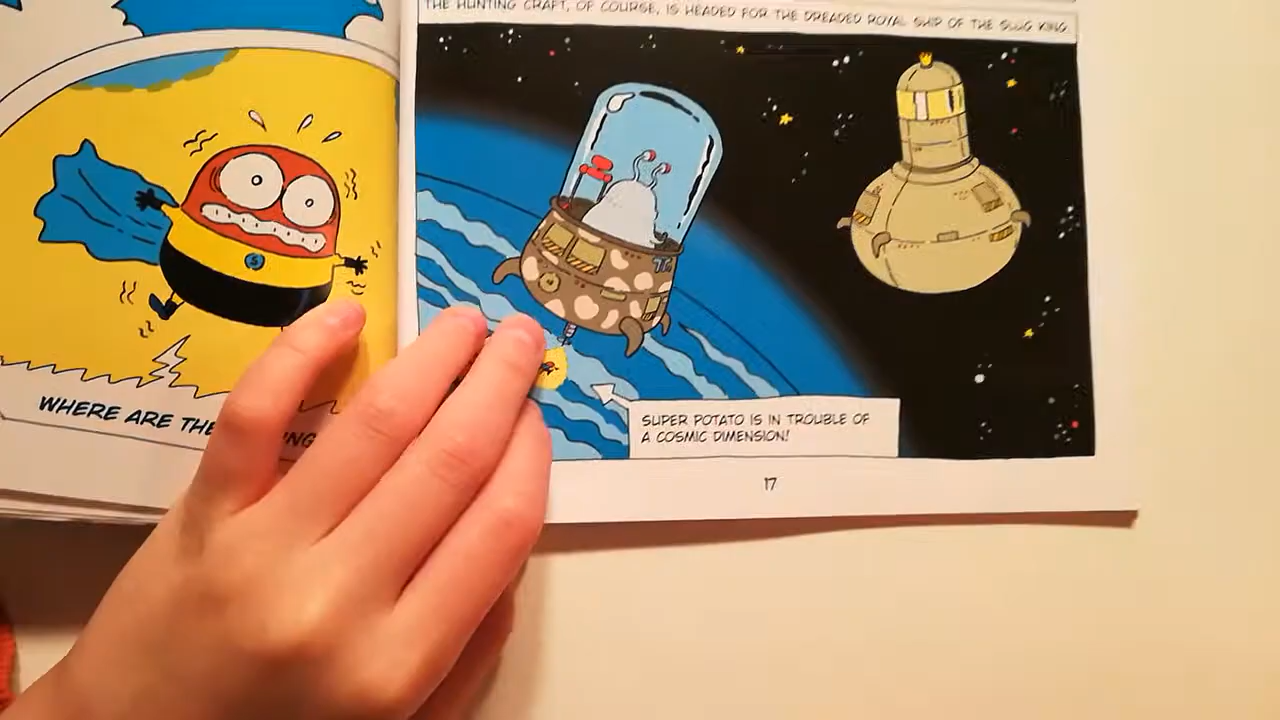 THE HUNTING CRAFT, OF COURSE, IS HEADED FOR THE DREADED ROYAL SHIP OF THE SLUG KING.
S
WHERE ARE THE
SUPER POTATO IS IN TROUBLE OF
A COSMIC DIMENSION!
17